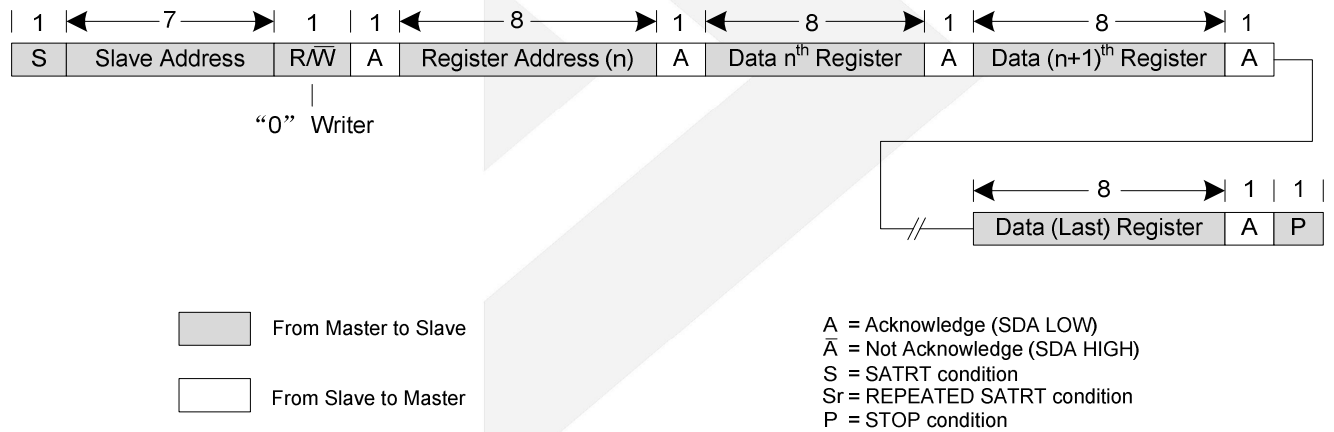 1 7 1 1 8 1 8 1 8 1
S Slave Address R/W̅ A Register Address (n) A Data nth Register A Data (n+1)th Register A
“0” Writer
8 1 1
Data (Last) Register A P
From Master to Slave
From Slave to Master
A = Acknowledge (SDA LOW)
A̅ = Not Acknowledge (SDA HIGH)
S = SATRT condition
Sr = REPEATED SATRT condition
P = STOP condition